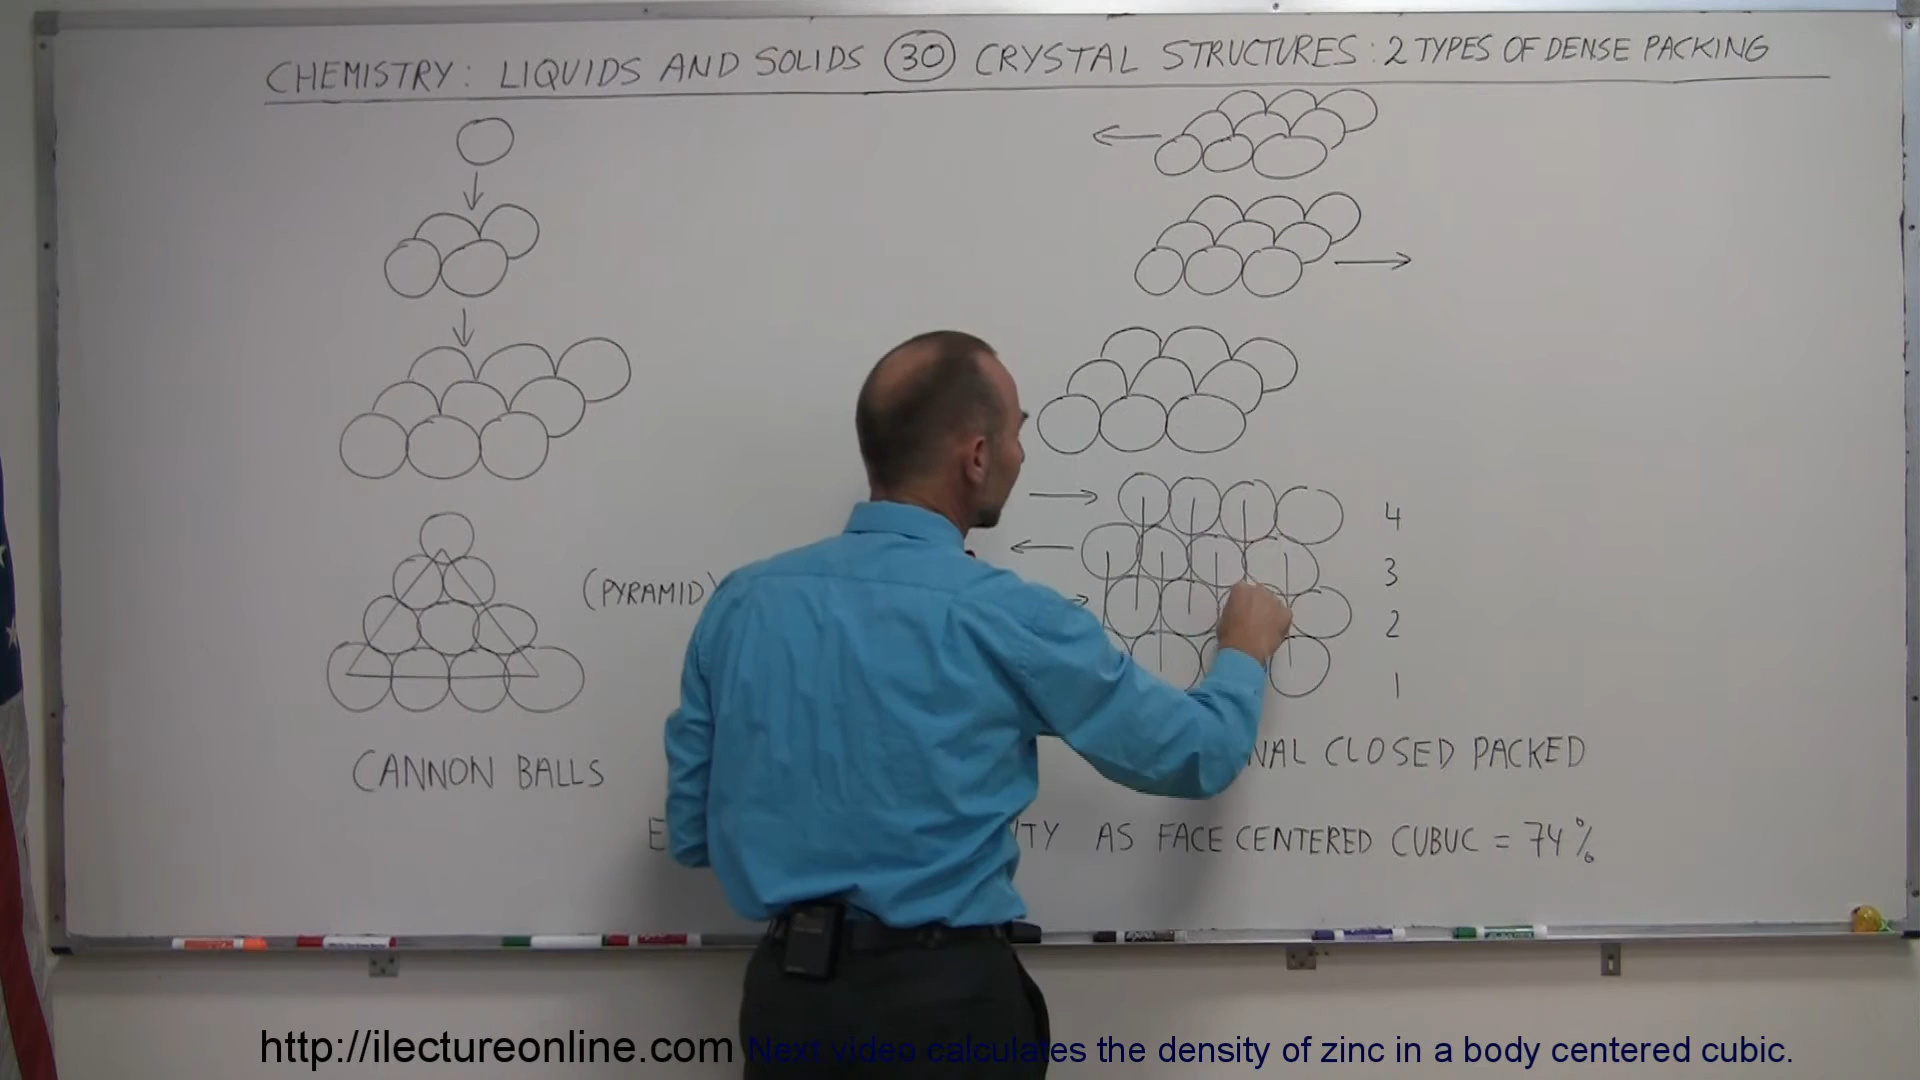 CHEMISTRY: LIQUIDS AND SOLIDS 30 CRYSTAL STRUCTURES: 2 TYPES OF DENSE PACKING
4
3
(PYRAMID)
2
1
CANNON BALLS
CLOSED PACKED
AS FACE CENTERED CUBUC = 74%
http://ilectureonline.com Next video calculates the density of zinc in a body centered cubic.